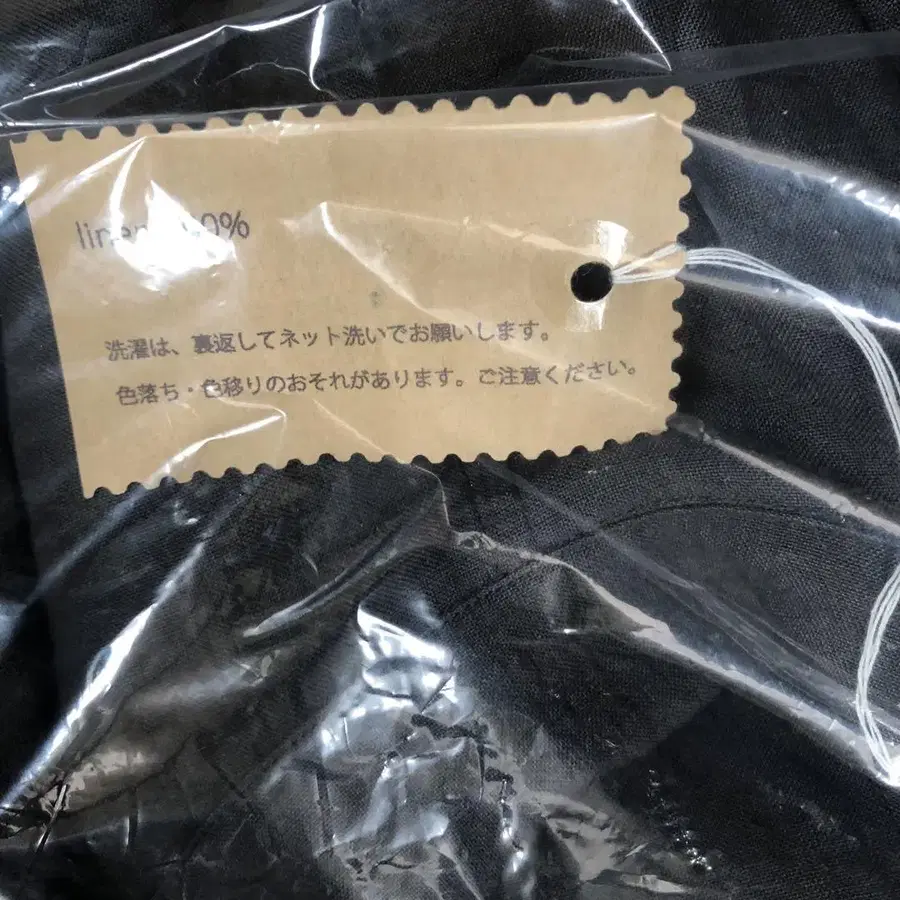 linen
洗濯は、裏返してネット洗いでお願いします。
色落ち・色移りのおそれがあります。ご注意ください。